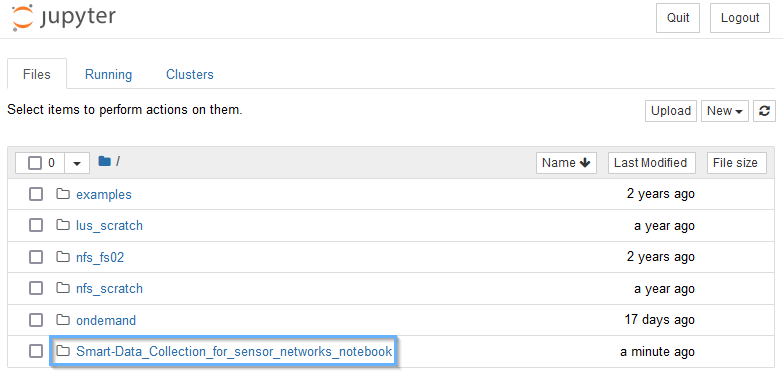 jupyter
Quit
Logout
Files
Running
Clusters
Select items to perform actions on them.
Upload
New
0
/
Name
Last Modified
File size
examples
2 years ago
lus_scratch
a year ago
nfs_fs02
2 years ago
nfs_scratch
a year ago
ondemand
17 days ago
Smart-Data_Collection_for_sensor_networks_notebook
a minute ago